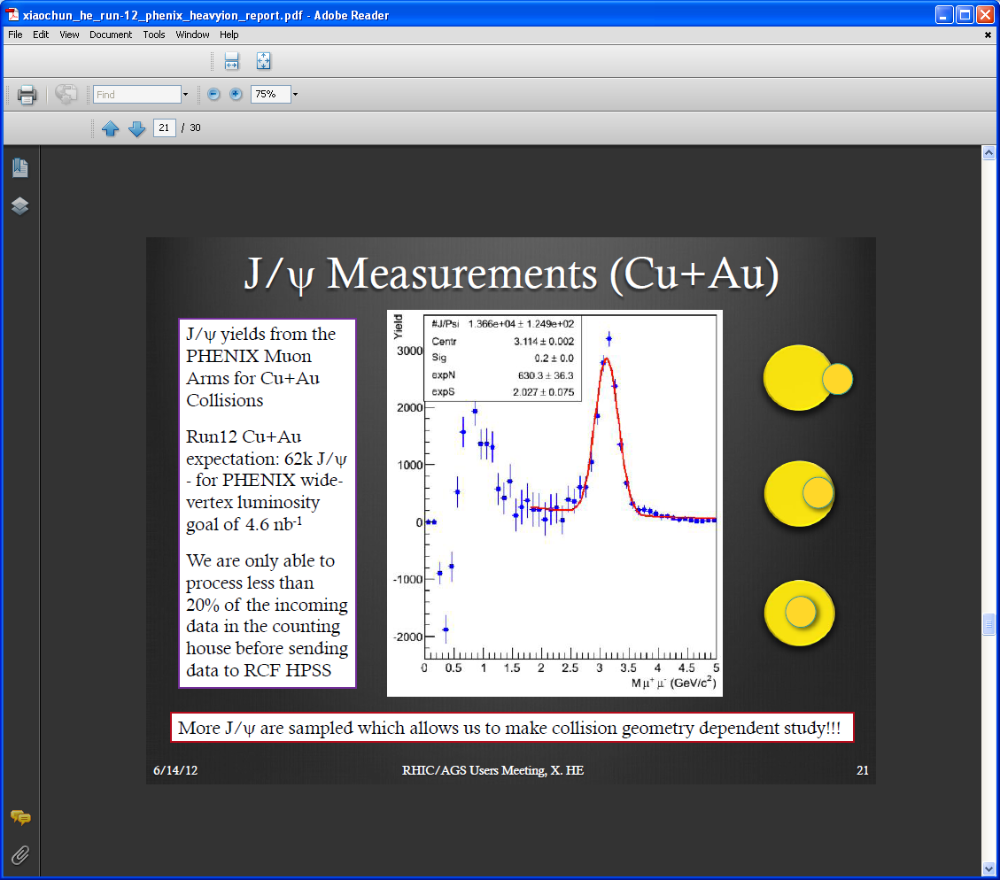 xiaochun_he_run-12_phenix_heavyion_report.pdf - Adobe Reader
File Edit View Document Tools Window Help
Find
75%
21 / 30
J/ψ Measurements (Cu+Au)
J/ψ yields from the
PHENIX Muon
Arms for Cu+Au
Collisions
Run12 Cu+Au
expectation: 62k J/ψ
- for PHENIX wide-
vertex luminosity
goal of 4.6 nb-1
We are only able to
process less than
20% of the incoming
data in the counting
house before sending
data to RCF HPSS
Yield
#J/Psi 1.366e+04 ± 1.249e+02
Centr 3.114 ± 0.002
Sig 0.2 ± 0.0
expN 630.3 ± 36.3
expS 2.027 ± 0.075
3000
2000
1000
0
-1000
-2000
0 0.5 1 1.5 2 2.5 3 3.5 4 4.5 5
M μ+ μ- (GeV/c2)
More J/ψ are sampled which allows us to make collision geometry dependent study!!!
6/14/12
RHIC/AGS Users Meeting, X. HE
21